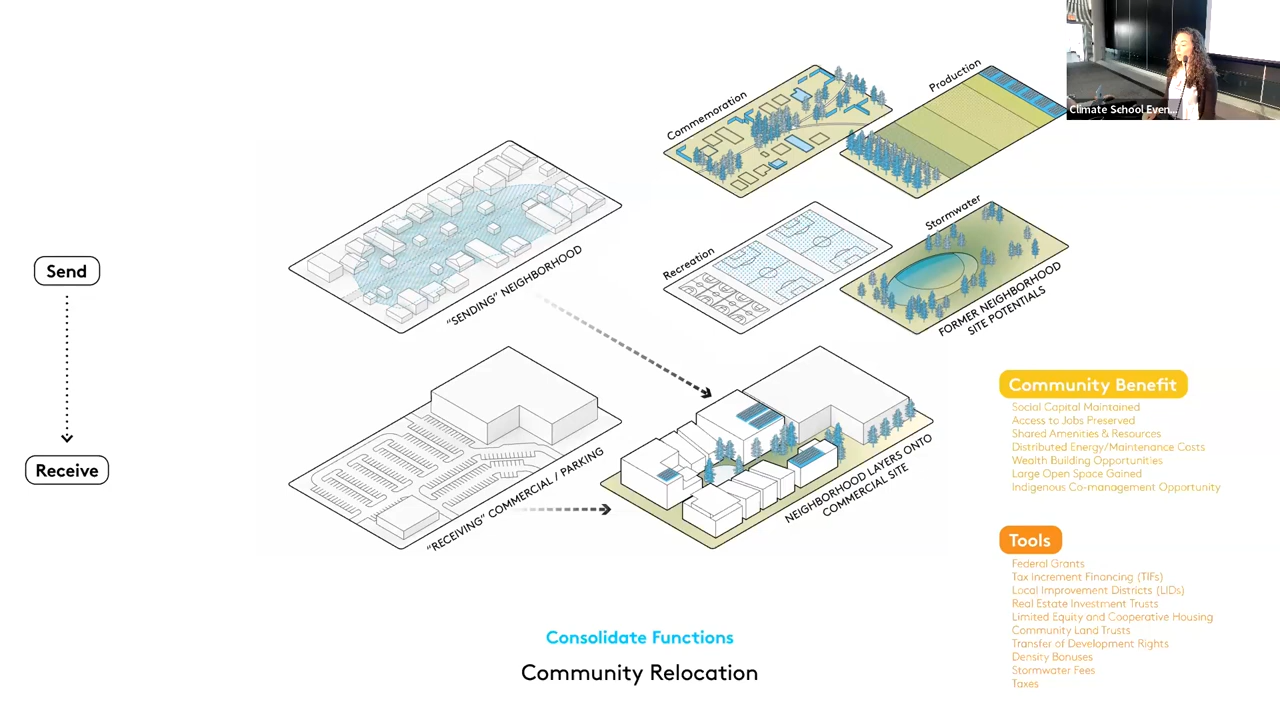 Climate School Even...
Commemoration
Production
Recreation
Stormwater
FORMER NEIGHBORHOOD
SITE POTENTIALS
"SENDING" NEIGHBORHOOD
Send
Receive
"RECEIVING" COMMERCIAL / PARKING
NEIGHBORHOOD LAYERS ONTO
COMMERCIAL SITE
Community Benefit
Social Capital Maintained
Access to Jobs Preserved
Shared Amenities & Resources
Distributed Energy/Maintenance Costs
Wealth Building Opportunities
Large Open Space Gained
Indigenous Co-management Opportunity
Tools
Federal Grants
Tax Increment Financing (TIFs)
Local Improvement Districts (LIDs)
Real Estate Investment Trusts
Limited Equity and Cooperative Housing
Community Land Trusts
Transfer of Development Rights
Density Bonuses
Stormwater Fees
Taxes
Consolidate Functions
Community Relocation